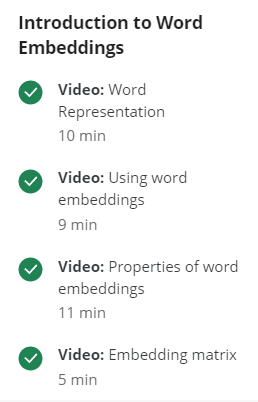 Introduction to Word
Embeddings
Video: Word
Representation
10 min
Video: Using word
embeddings
9 min
Video: Properties of word
embeddings
11 min
Video: Embedding matrix
5 min